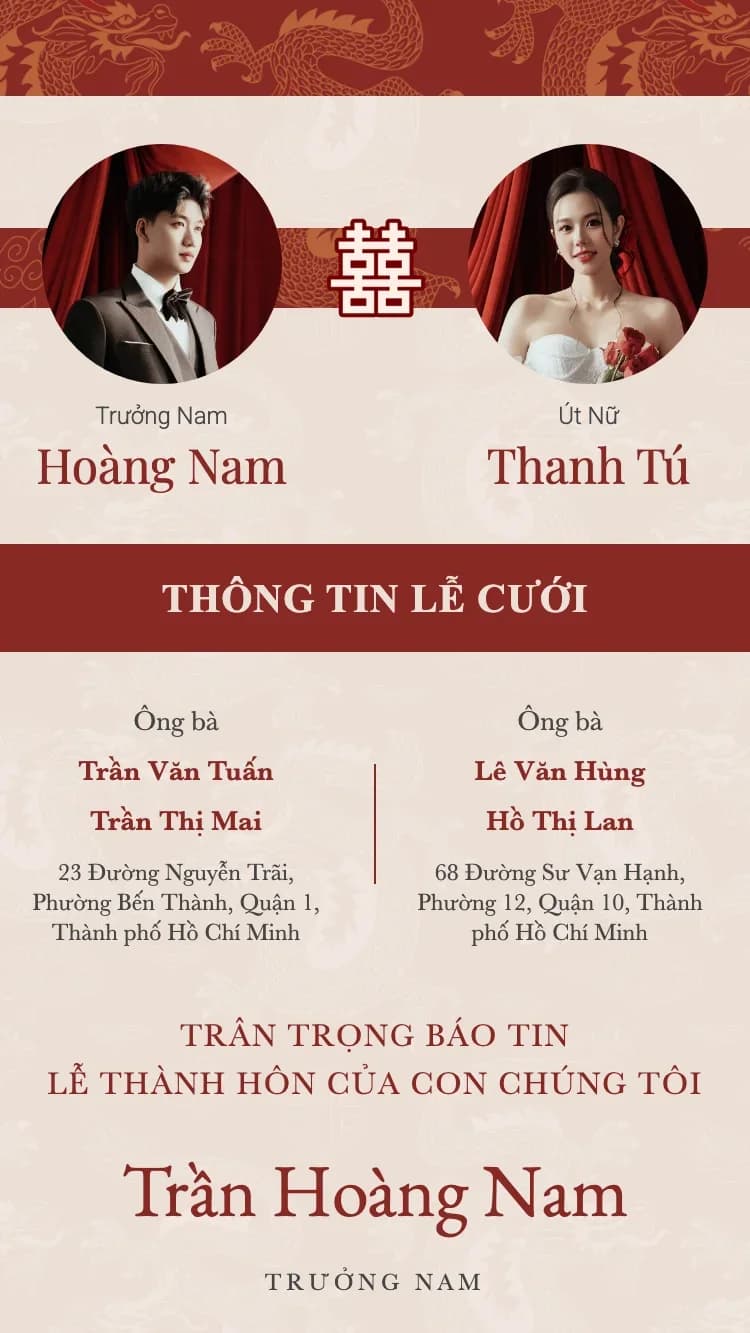 囍
Trưởng Nam
Hoàng Nam
Út Nữ
Thanh Tú
THÔNG TIN LỄ CƯỚI
Ông bà
Trần Văn Tuấn
Trần Thị Mai
23 Đường Nguyễn Trãi,
Phường Bến Thành, Quận 1,
Thành phố Hồ Chí Minh
Ông bà
Lê Văn Hùng
Hồ Thị Lan
68 Đường Sư Vạn Hạnh,
Phường 12, Quận 10, Thành
phố Hồ Chí Minh
TRÂN TRỌNG BÁO TIN
LỄ THÀNH HÔN CỦA CON CHÚNG TÔI
Trần Hoàng Nam
TRƯỞNG NAM